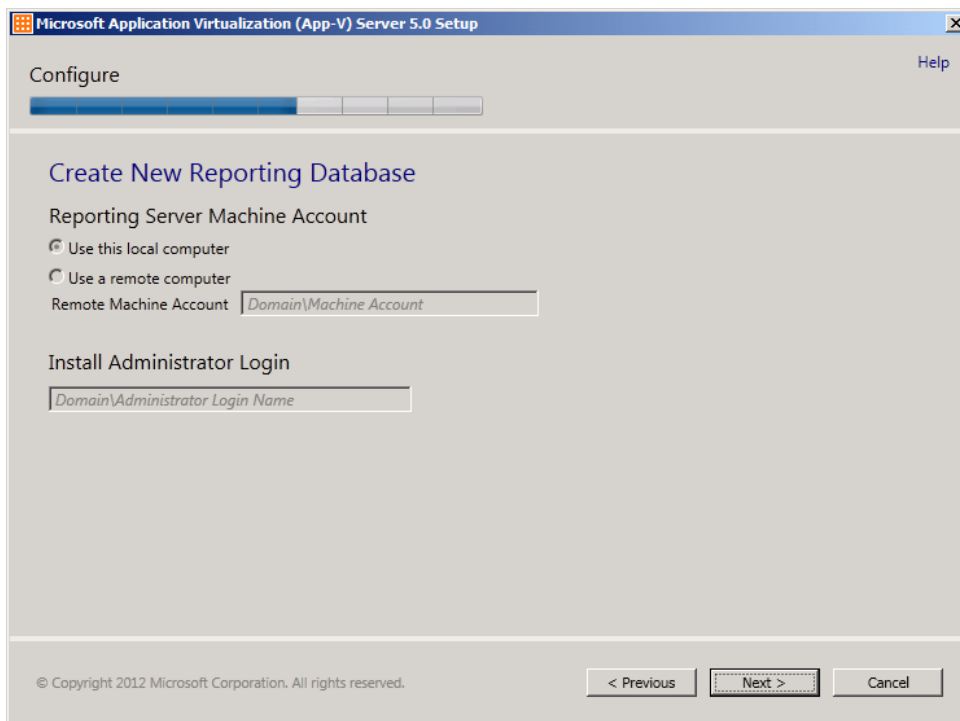 Microsoft Application Virtualization (App-V) Server 5.0 Setup
Help
Configure
Create New Reporting Database
Reporting Server Machine Account
Use this local computer
Use a remote computer
Remote Machine Account Domain\Machine Account
Install Administrator Login
Domain\Administrator Login Name
© Copyright 2012 Microsoft Corporation. All rights reserved.
< Previous Next > Cancel